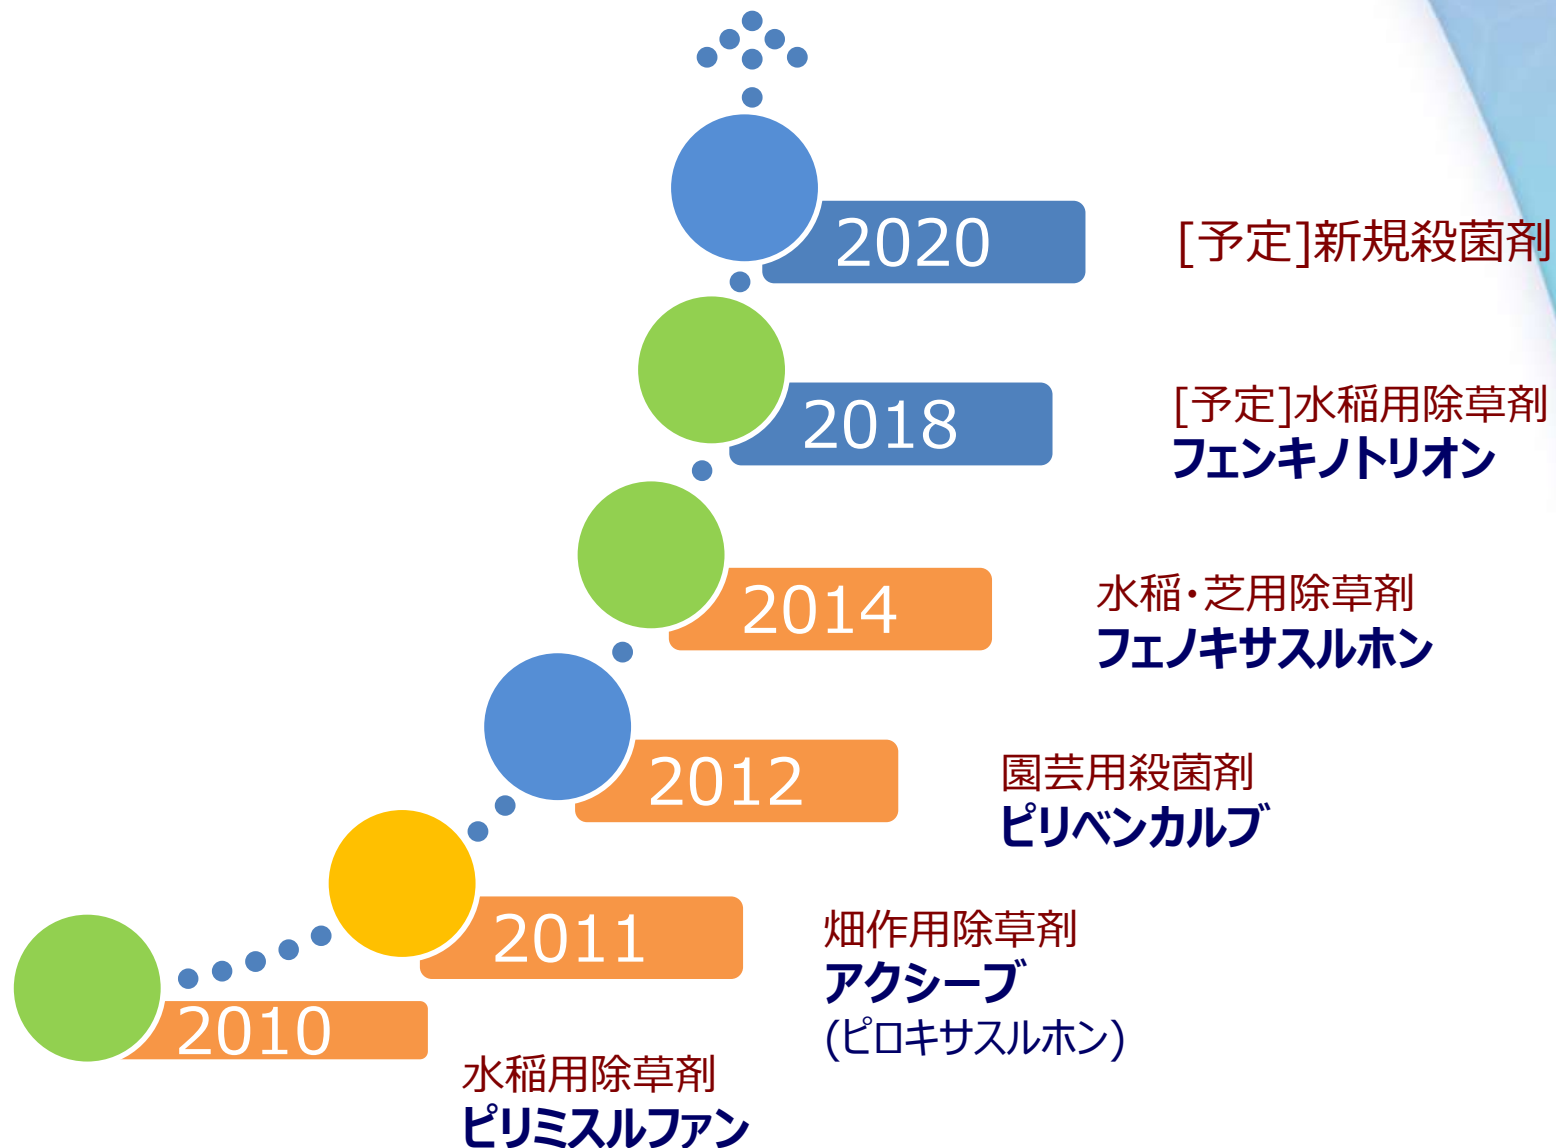 2020
[予定]新規殺菌剤
2018
[予定]水稲用除草剤
フェンキノトリオン
2014
水稲・芝用除草剤
フェノキサスルホン
2012
園芸用殺菌剤
ピリベンカルブ
2011
畑作用除草剤
アクシーブ
(ピロキサスルホン)
2010
水稲用除草剤
ピリミスルファン